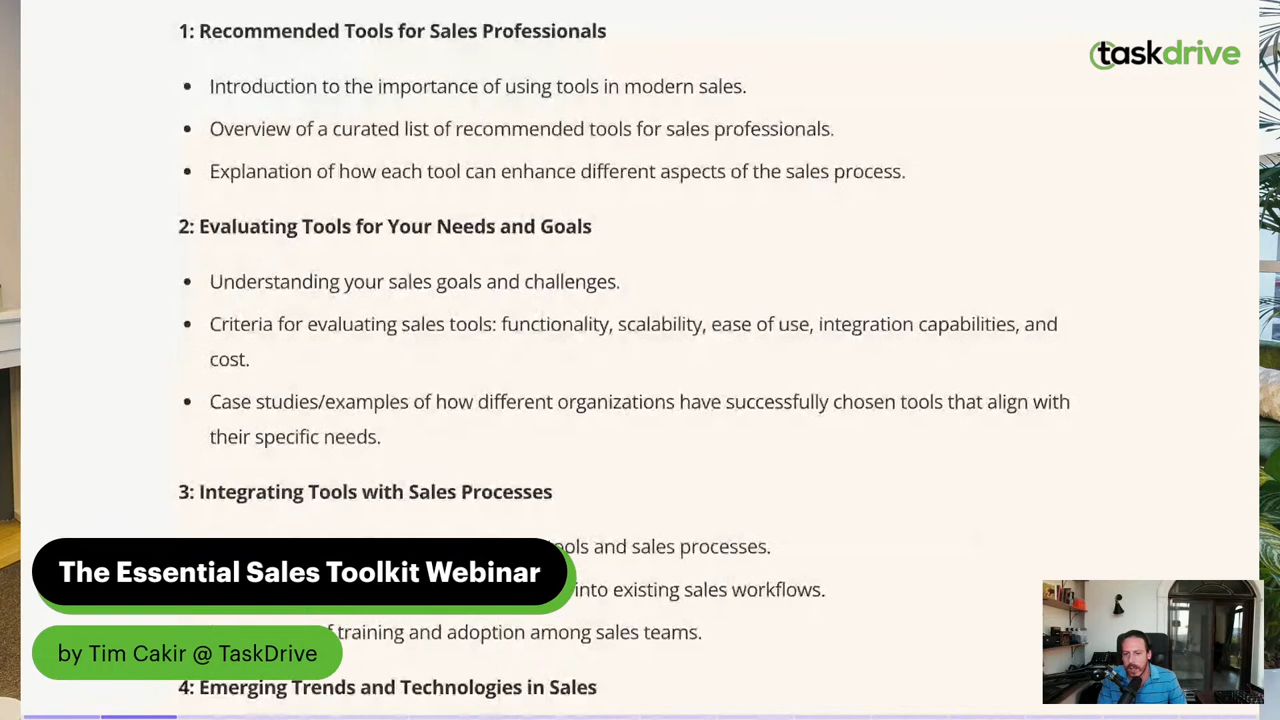 1: Recommended Tools for Sales Professionals
taskdrive
• Introduction to the importance of using tools in modern sales.
• Overview of a curated list of recommended tools for sales professionals.
• Explanation of how each tool can enhance different aspects of the sales process.
2: Evaluating Tools for Your Needs and Goals
• Understanding your sales goals and challenges.
• Criteria for evaluating sales tools: functionality, scalability, ease of use, integration capabilities, and
cost.
• Case studies/examples of how different organizations have successfully chosen tools that align with
their specific needs.
3: Integrating Tools with Sales Processes
and sales processes.
into existing sales workflows.
training and adoption among sales teams.
The Essential Sales Toolkit Webinar
by Tim Cakir @ TaskDrive
4: Emerging Trends and Technologies in Sales